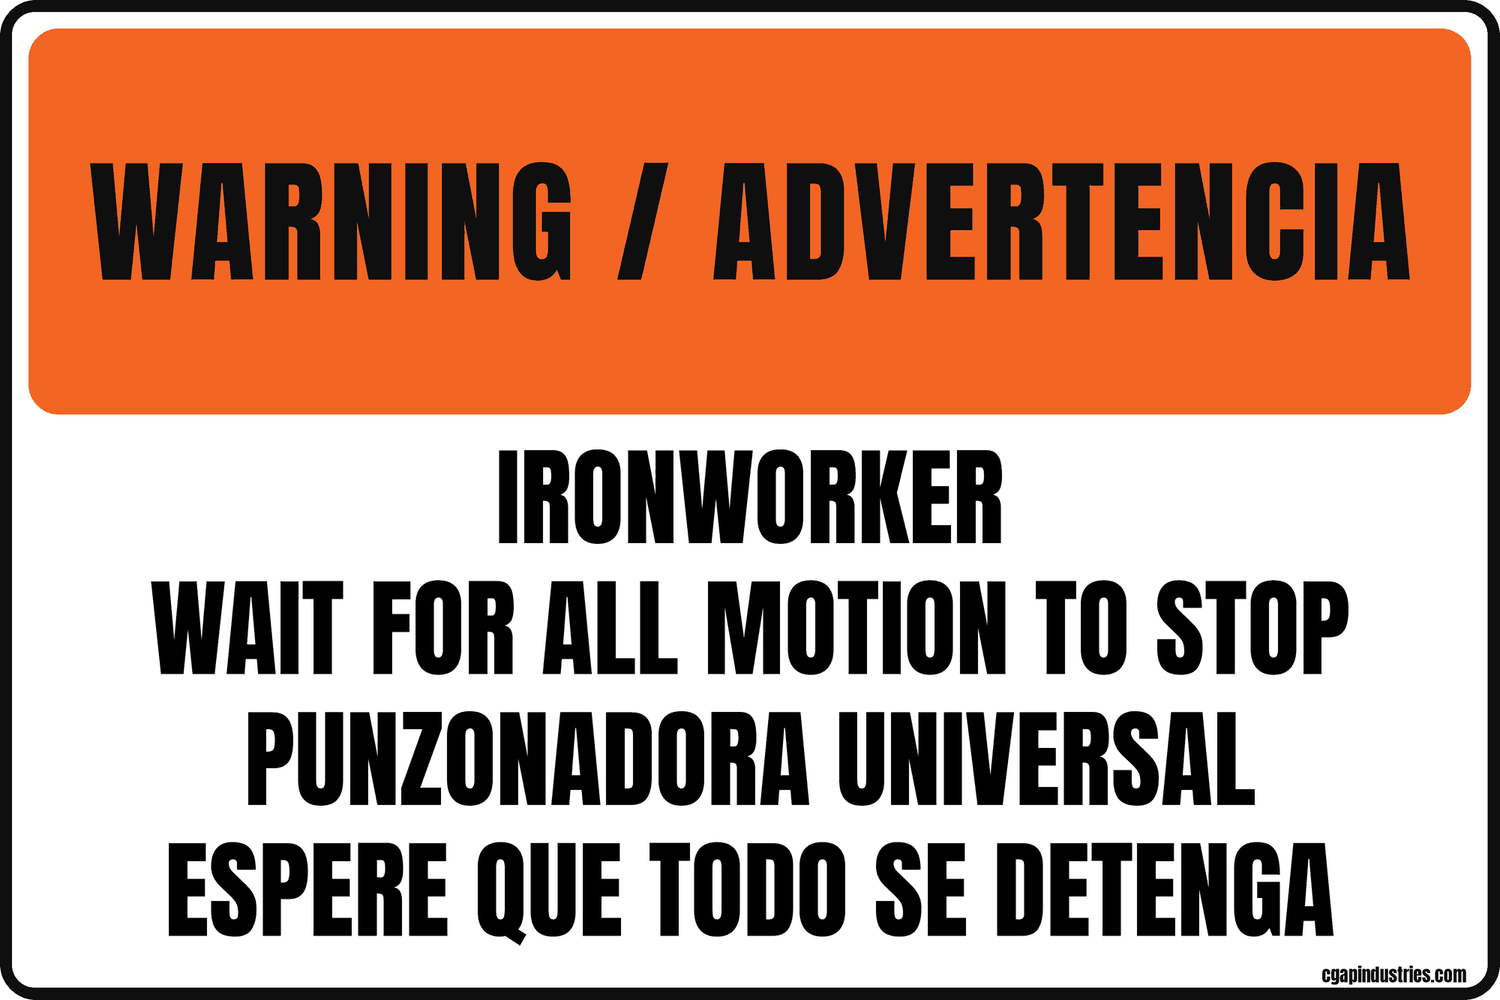 WARNING / ADVERTENCIA
IRONWORKER
WAIT FOR ALL MOTION TO STOP
PUNZONADORA UNIVERSAL
ESPERE QUE TODO SE DETENGA
cgapindustries.com